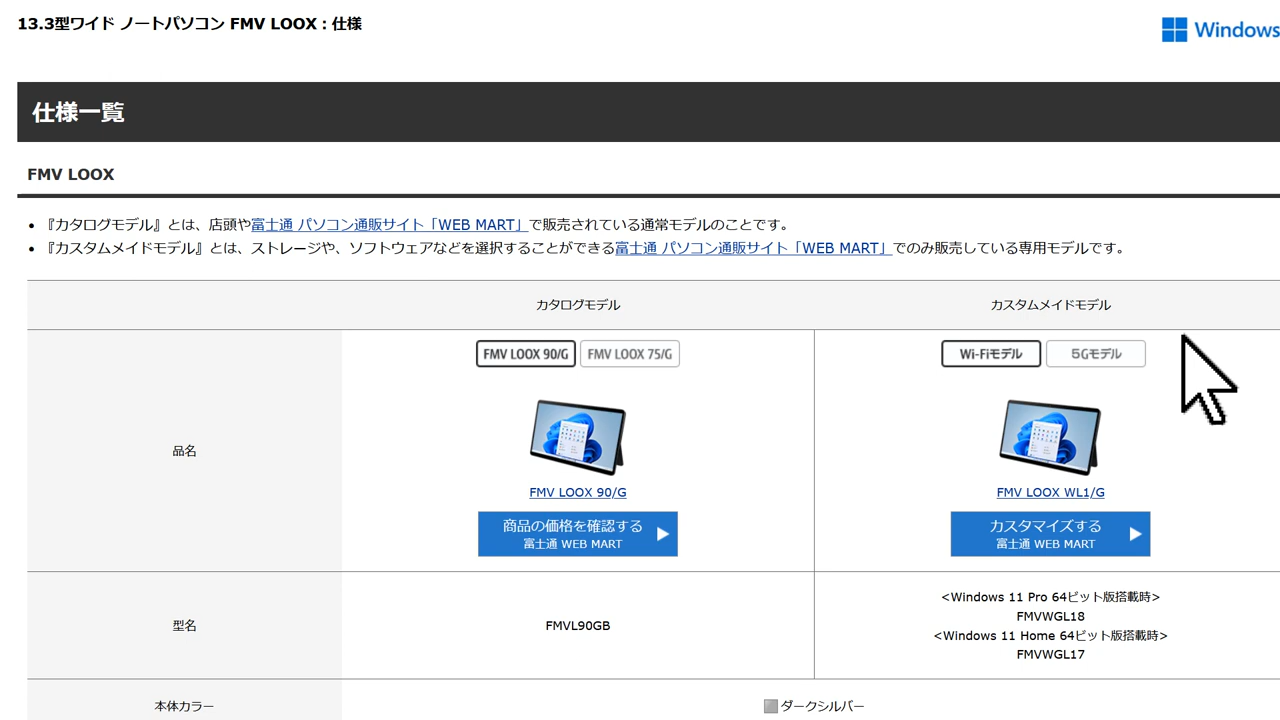 13.3型ワイド ノートパソコン FMV LOOX：仕様
Windows
仕様一覧
FMV LOOX
• 『カタログモデル』とは、店頭や富士通 パソコン通販サイト「WEB MART」で販売されている通常モデルのことです。
• 『カスタムメイドモデル』とは、ストレージや、ソフトウェアなどを選択することができる富士通 パソコン通販サイト「WEB MART」でのみ販売している専用モデルです。
カタログモデル
カスタムメイドモデル
品名
FMV LOOX 90/G
FMV LOOX 75/G
FMV LOOX 90/G
商品の価格を確認する
富士通 WEB MART
Wi-Fiモデル
5Gモデル
FMV LOOX WL1/G
カスタマイズする
富士通 WEB MART
型名
FMVL90GB
<Windows 11 Pro 64ビット版搭載時>
FMVWGL18
<Windows 11 Home 64ビット版搭載時>
FMVWGL17
本体カラー
ダークシルバー